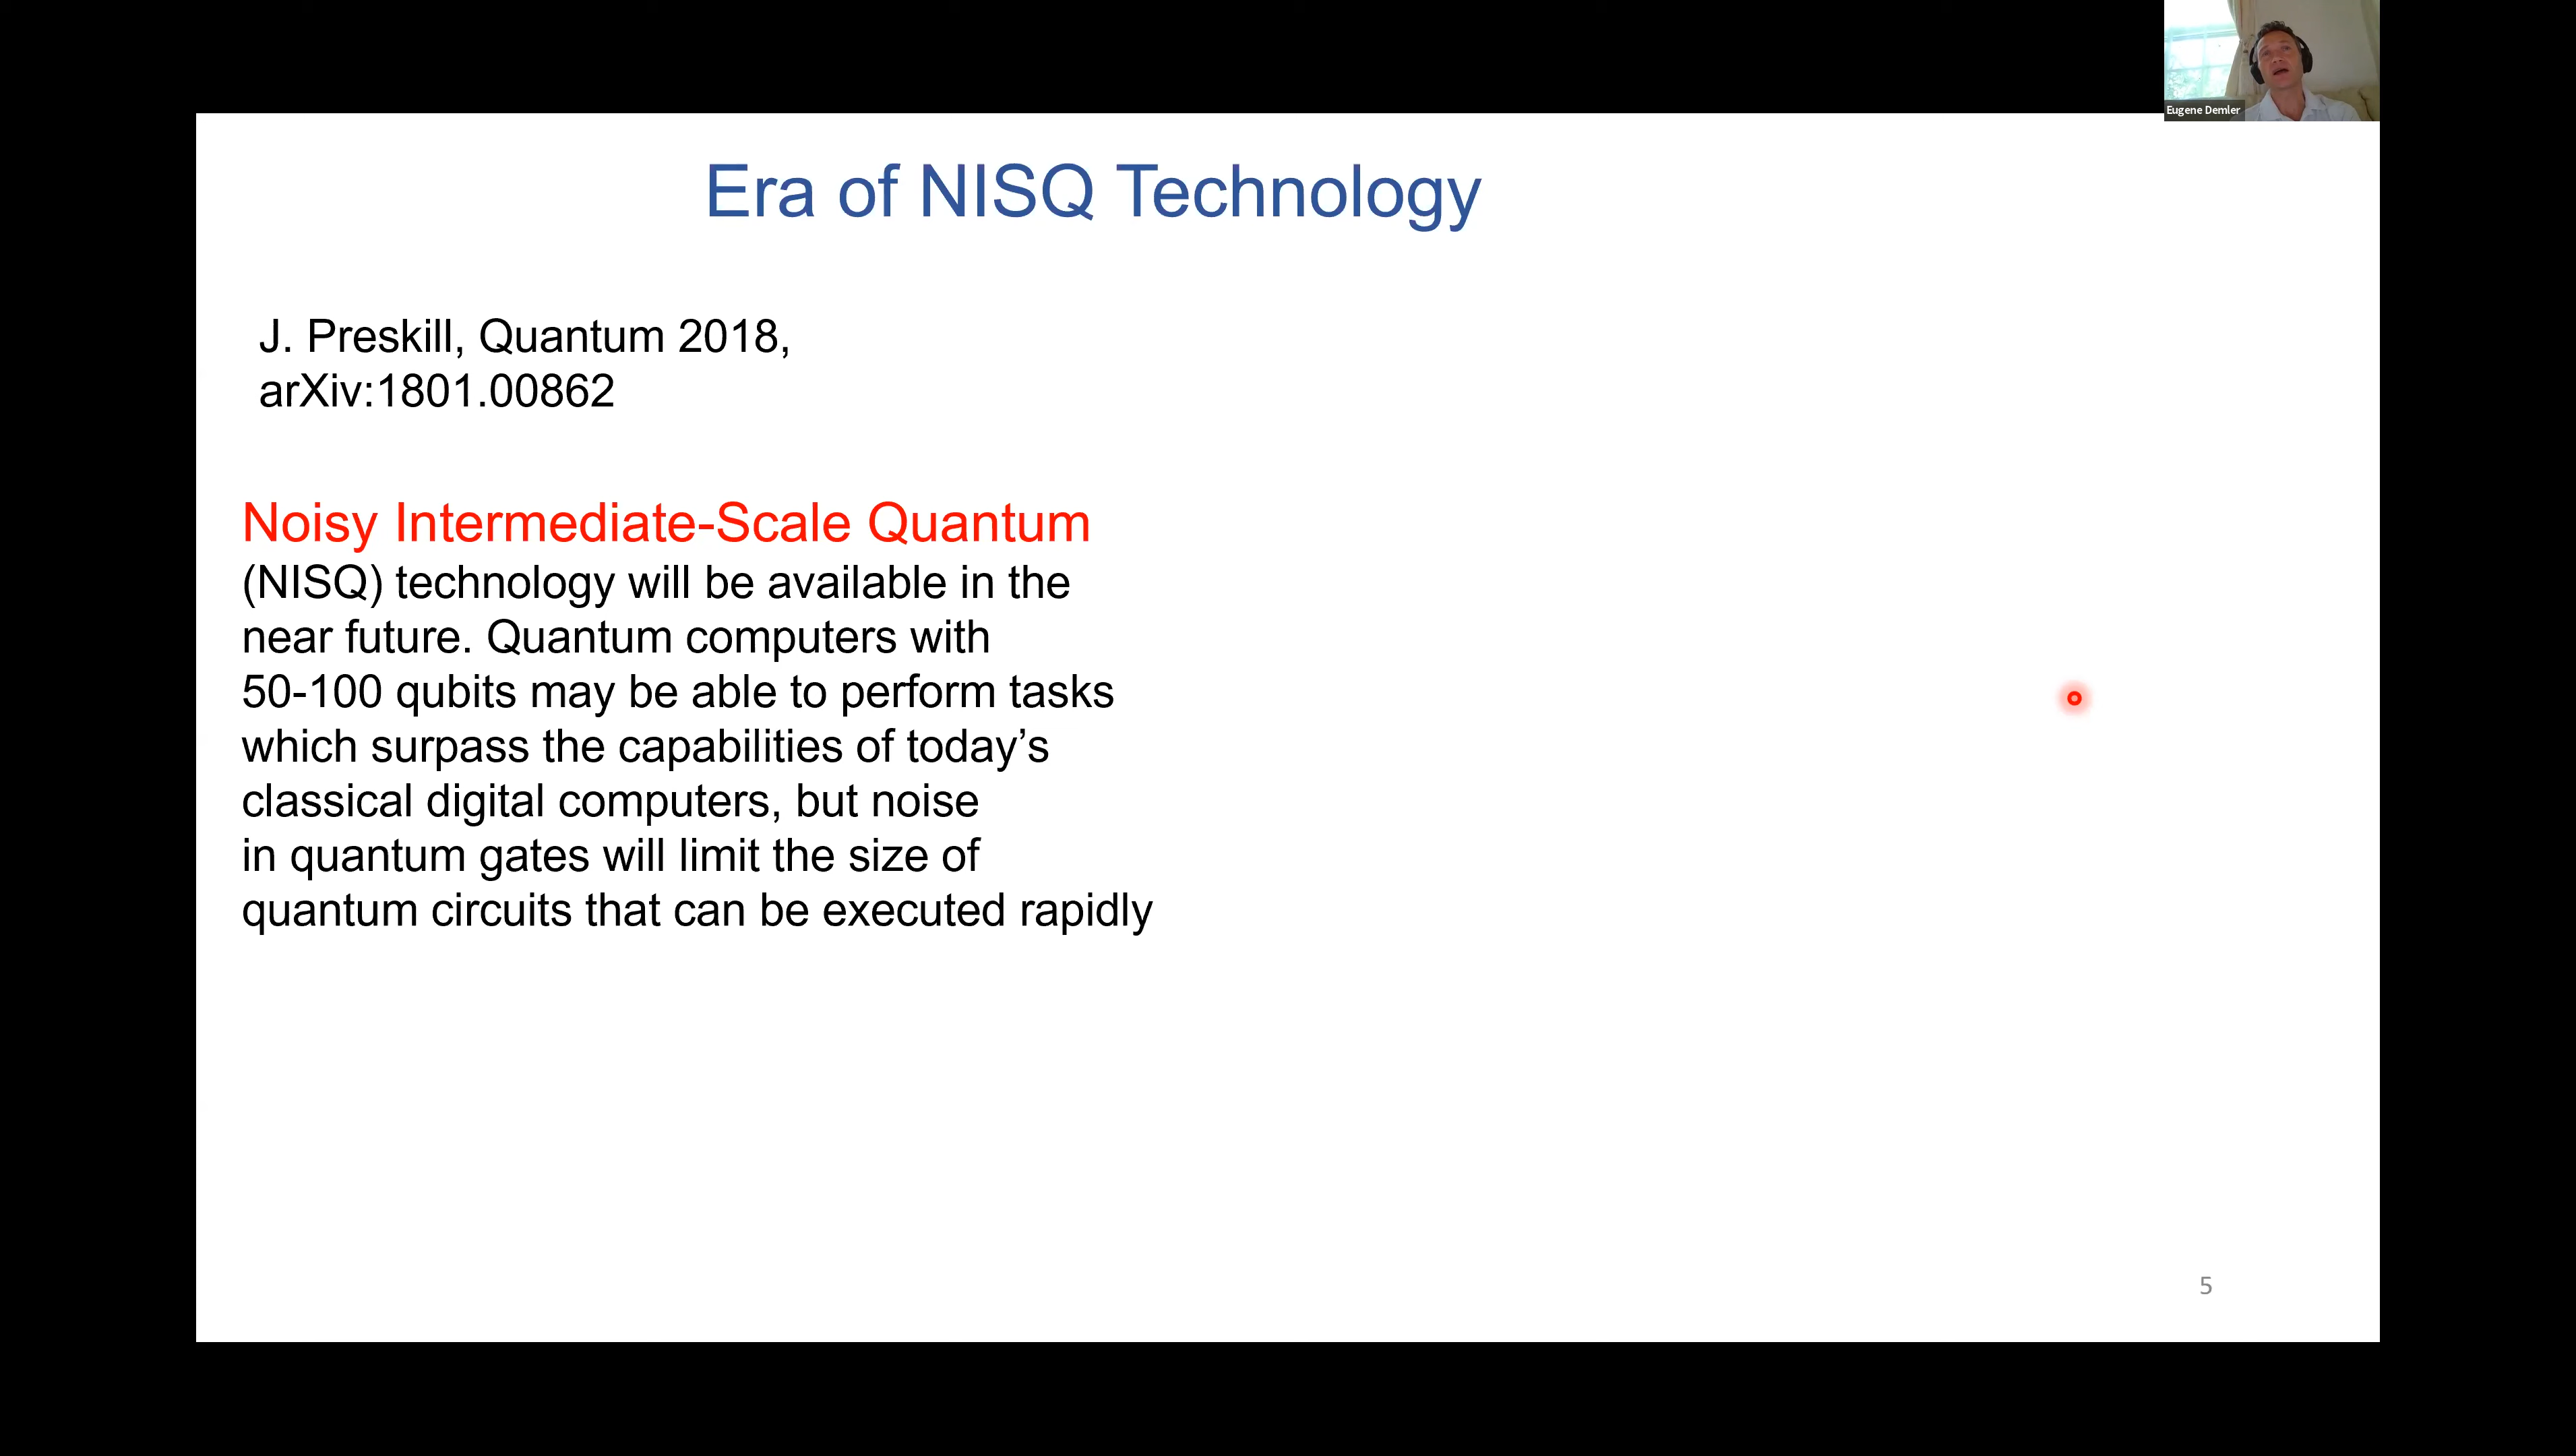 Eugene Demler
Era of NISQ Technology
J. Preskill, Quantum 2018,
arXiv:1801.00862
Noisy Intermediate-Scale Quantum
(NISQ) technology will be available in the
near future. Quantum computers with
50-100 qubits may be able to perform tasks
which surpass the capabilities of today’s
classical digital computers, but noise
in quantum gates will limit the size of
quantum circuits that can be executed rapidly
5